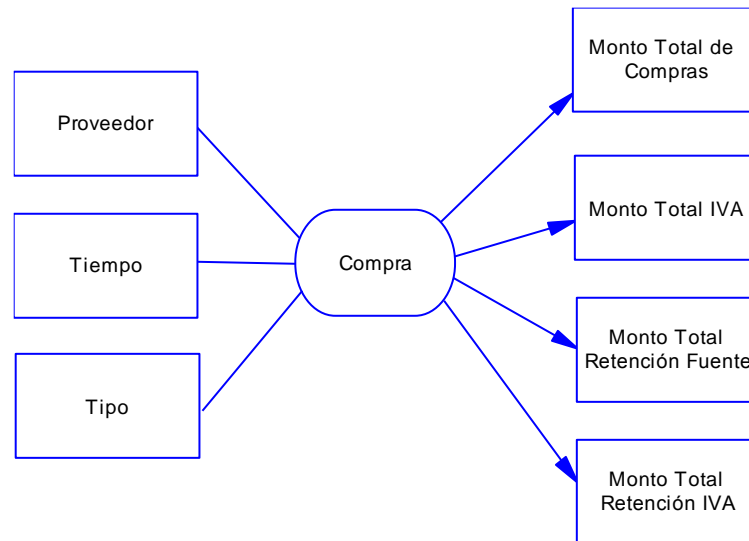 Proveedor
Tiempo
Tipo
Compra
Monto Total de
Compras
Monto Total IVA
Monto Total
Retención Fuente
Monto Total
Retención IVA